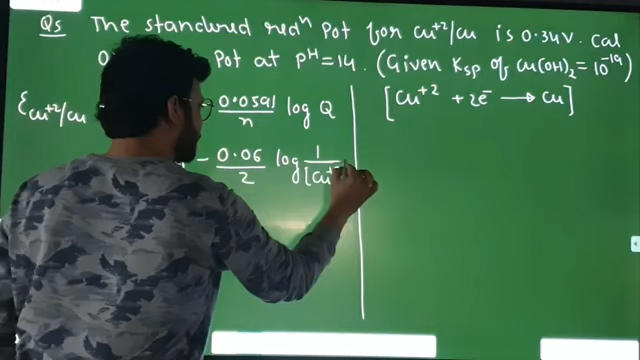 Qs The standured redⁿ Pot for Cu⁺²/Cu is 0.34V. Cal
Pot at pᴴ=14. (Given Ksp of Cu(OH)₂ = 10⁻¹⁹)
ℰCu⁺²/Cu 0.0591/n log Q
[Cu⁺² + 2e⁻ → Cu]
- 0.06/2 log 1/[Cu⁺